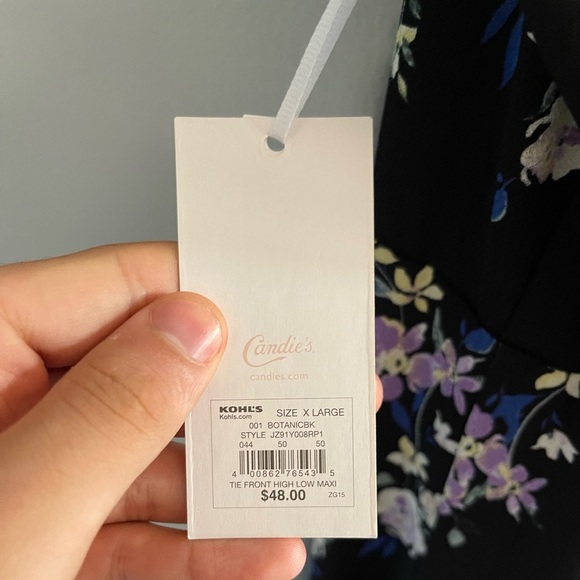 Candie's
candies.com
KOHL'S SIZE X LARGE
Kohls.com
001 BOTANICBK
STYLE JZ91Y008RP1
044 50 50
4 00862 76543 5
TIE FRONT HIGH LOW MAXI
$48.00 ZG15